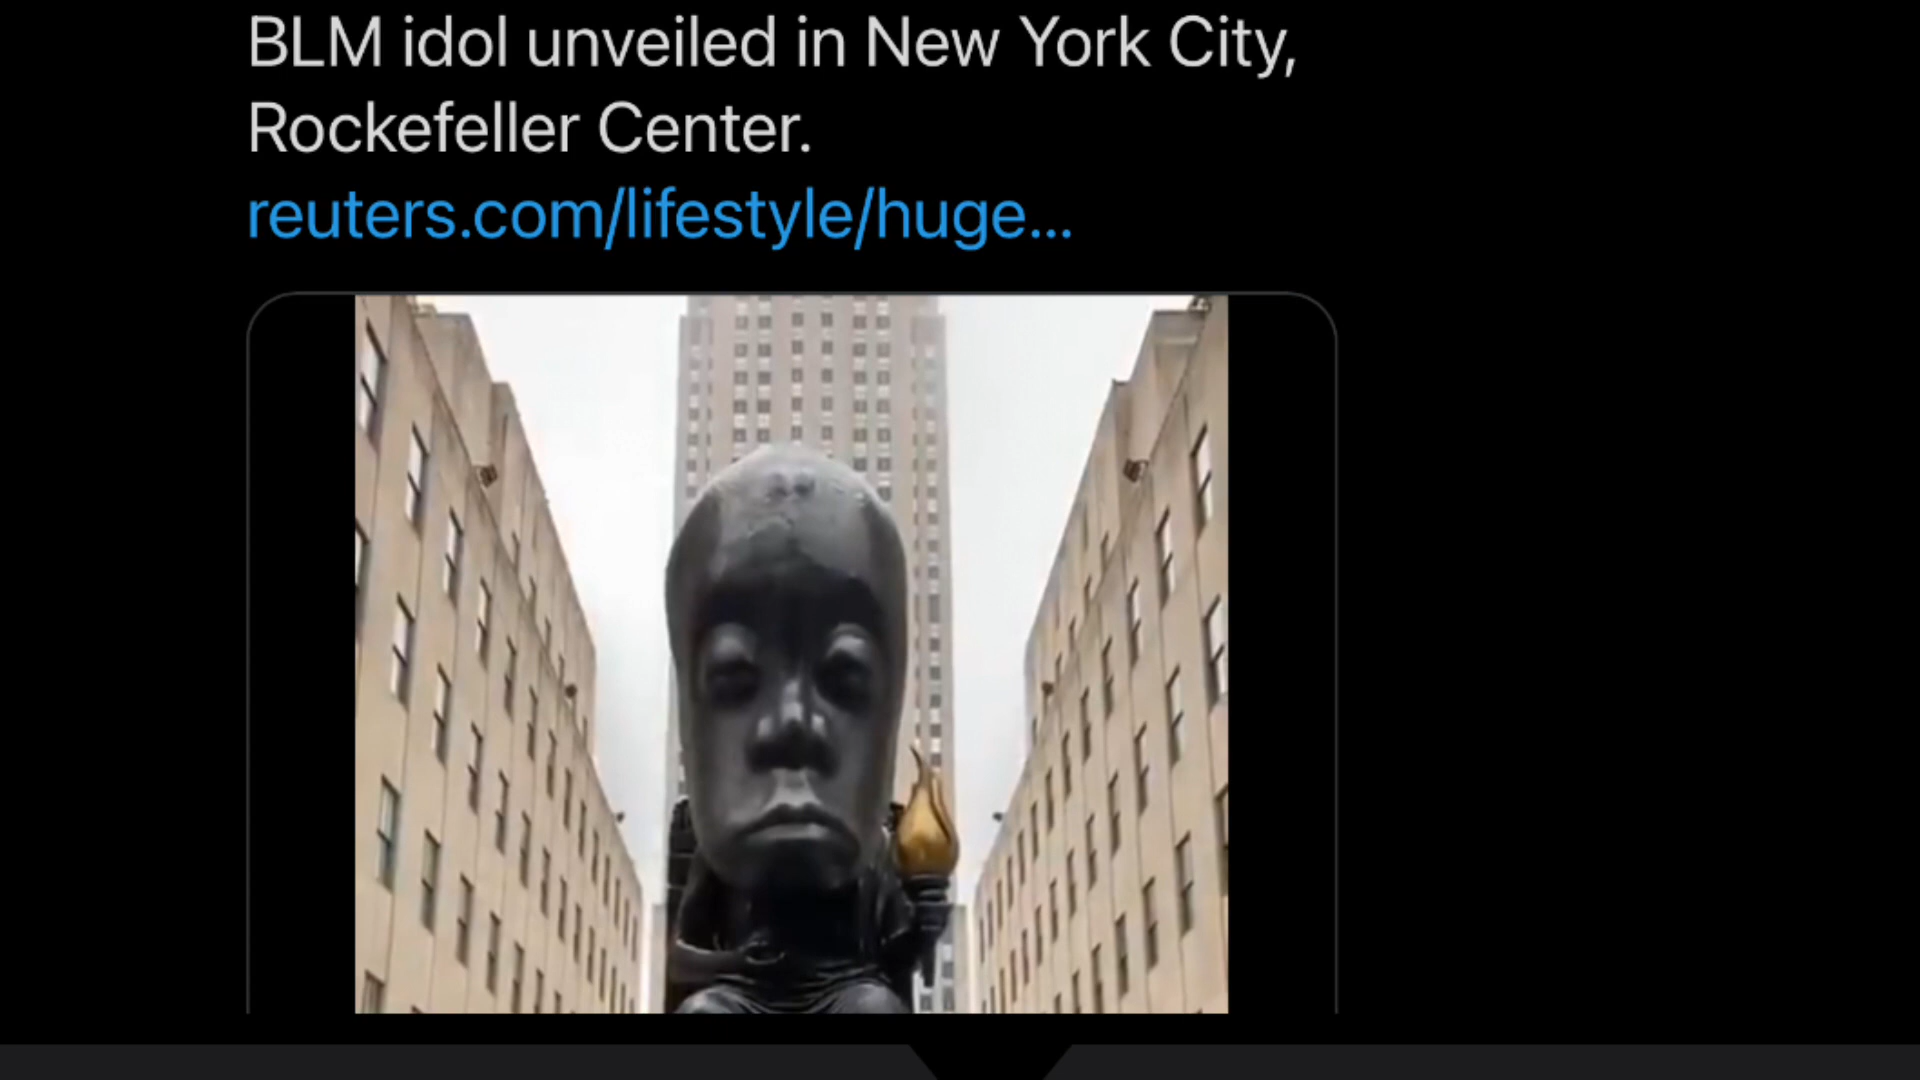 BLM idol unveiled in New York City,
Rockefeller Center.
reuters.com/lifestyle/huge...